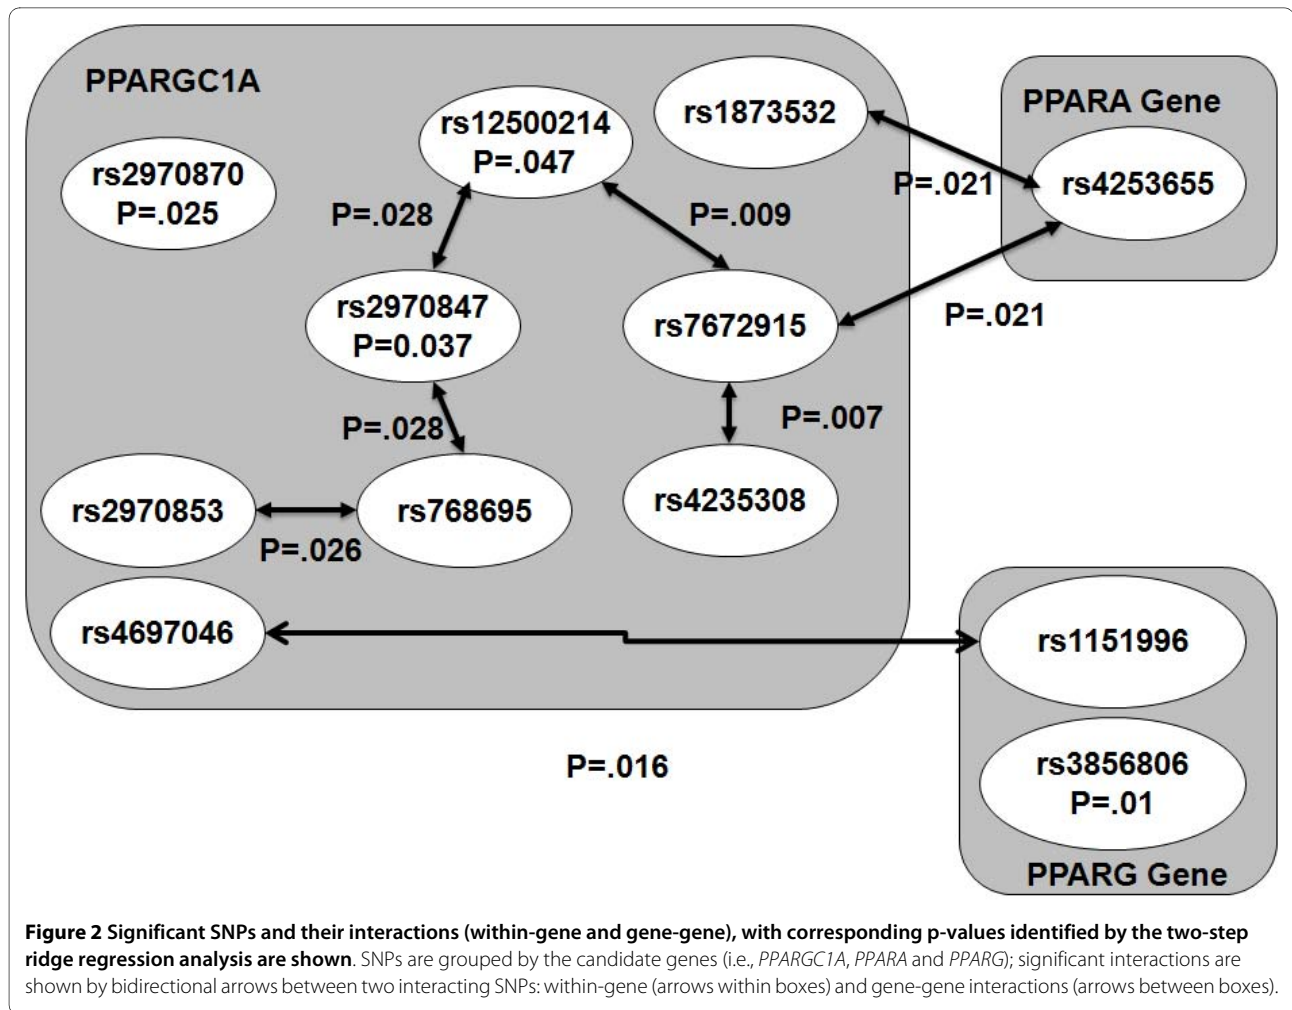 PPARGC1A
rs2970870
P=.025
rs12500214
P=.047
rs1873532
PPARA Gene
rs4253655
P=.021
P=.028
P=.009
rs2970847
P=0.037
rs7672915
P=.021
P=.028
P=.007
rs2970853
rs768695
rs4235308
P=.026
rs4697046
rs1151996
P=.016
rs3856806
P=.01
PPARG Gene
Figure 2 Significant SNPs and their interactions (within-gene and gene-gene), with corresponding p-values identified by the two-step
ridge regression analysis are shown. SNPs are grouped by the candidate genes (i.e., PPARGC1A, PPARA and PPARG); significant interactions are
shown by bidirectional arrows between two interacting SNPs: within-gene (arrows within boxes) and gene-gene interactions (arrows between boxes).